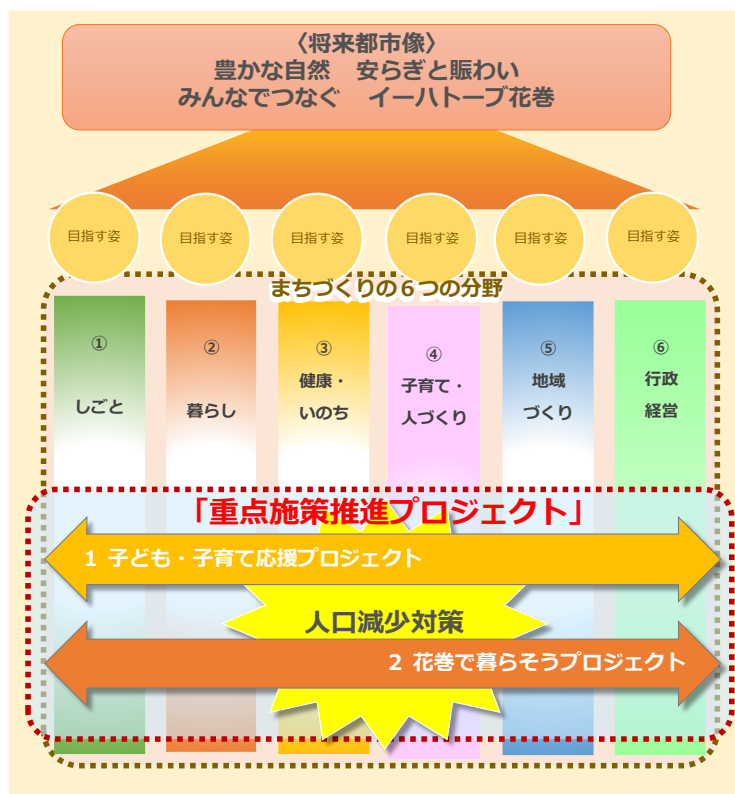 〈将来都市像〉
豊かな自然　安らぎと賑わい
みんなでつなぐ　イーハトーブ花巻
目指す姿
目指す姿
目指す姿
目指す姿
目指す姿
目指す姿
まちづくりの６つの分野
①
しごと
②
暮らし
③
健康・
いのち
④
子育て・
人づくり
⑤
地域
づくり
⑥
行政
経営
「重点施策推進プロジェクト」
1 子ども・子育て応援プロジェクト
人口減少対策
2 花巻で暮らそうプロジェクト